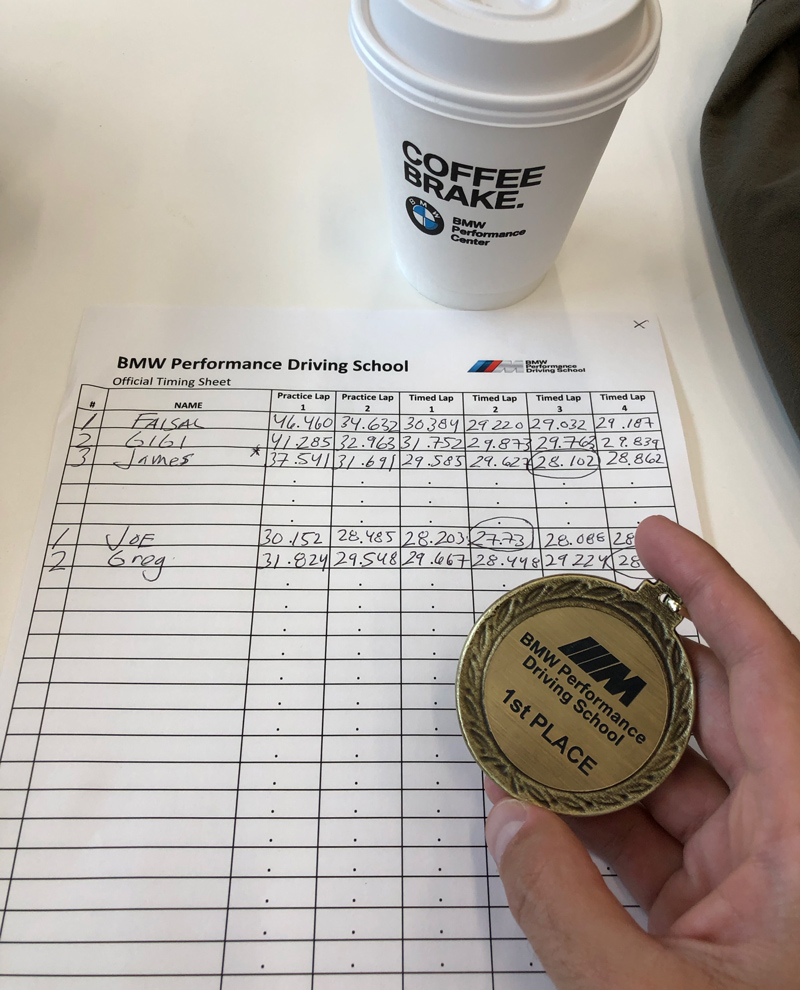 COFFEE
BRAKE.
BMW
BMW
Performance
Center
X
BMW Performance Driving School
M BMW
Performance
Driving School
Official Timing Sheet
# NAME Practice Lap 1 Practice Lap 2 Timed Lap 1 Timed Lap 2 Timed Lap 3 Timed Lap 4
1 FAISAL 46.460 34.632 30.384 29.220 29.032 29.187
2 GIGI 41.285 32.963 31.752 29.873 29.763 29.839
3 James * 37.541 31.691 29.585 29.627 28.102 28.862
1 JOE 30.152 28.485 28.203 27.73 28.086 28
2 Greg 31.824 29.548 29.667 28.448 29.224 28
M
BMW Performance
Driving School
1st PLACE